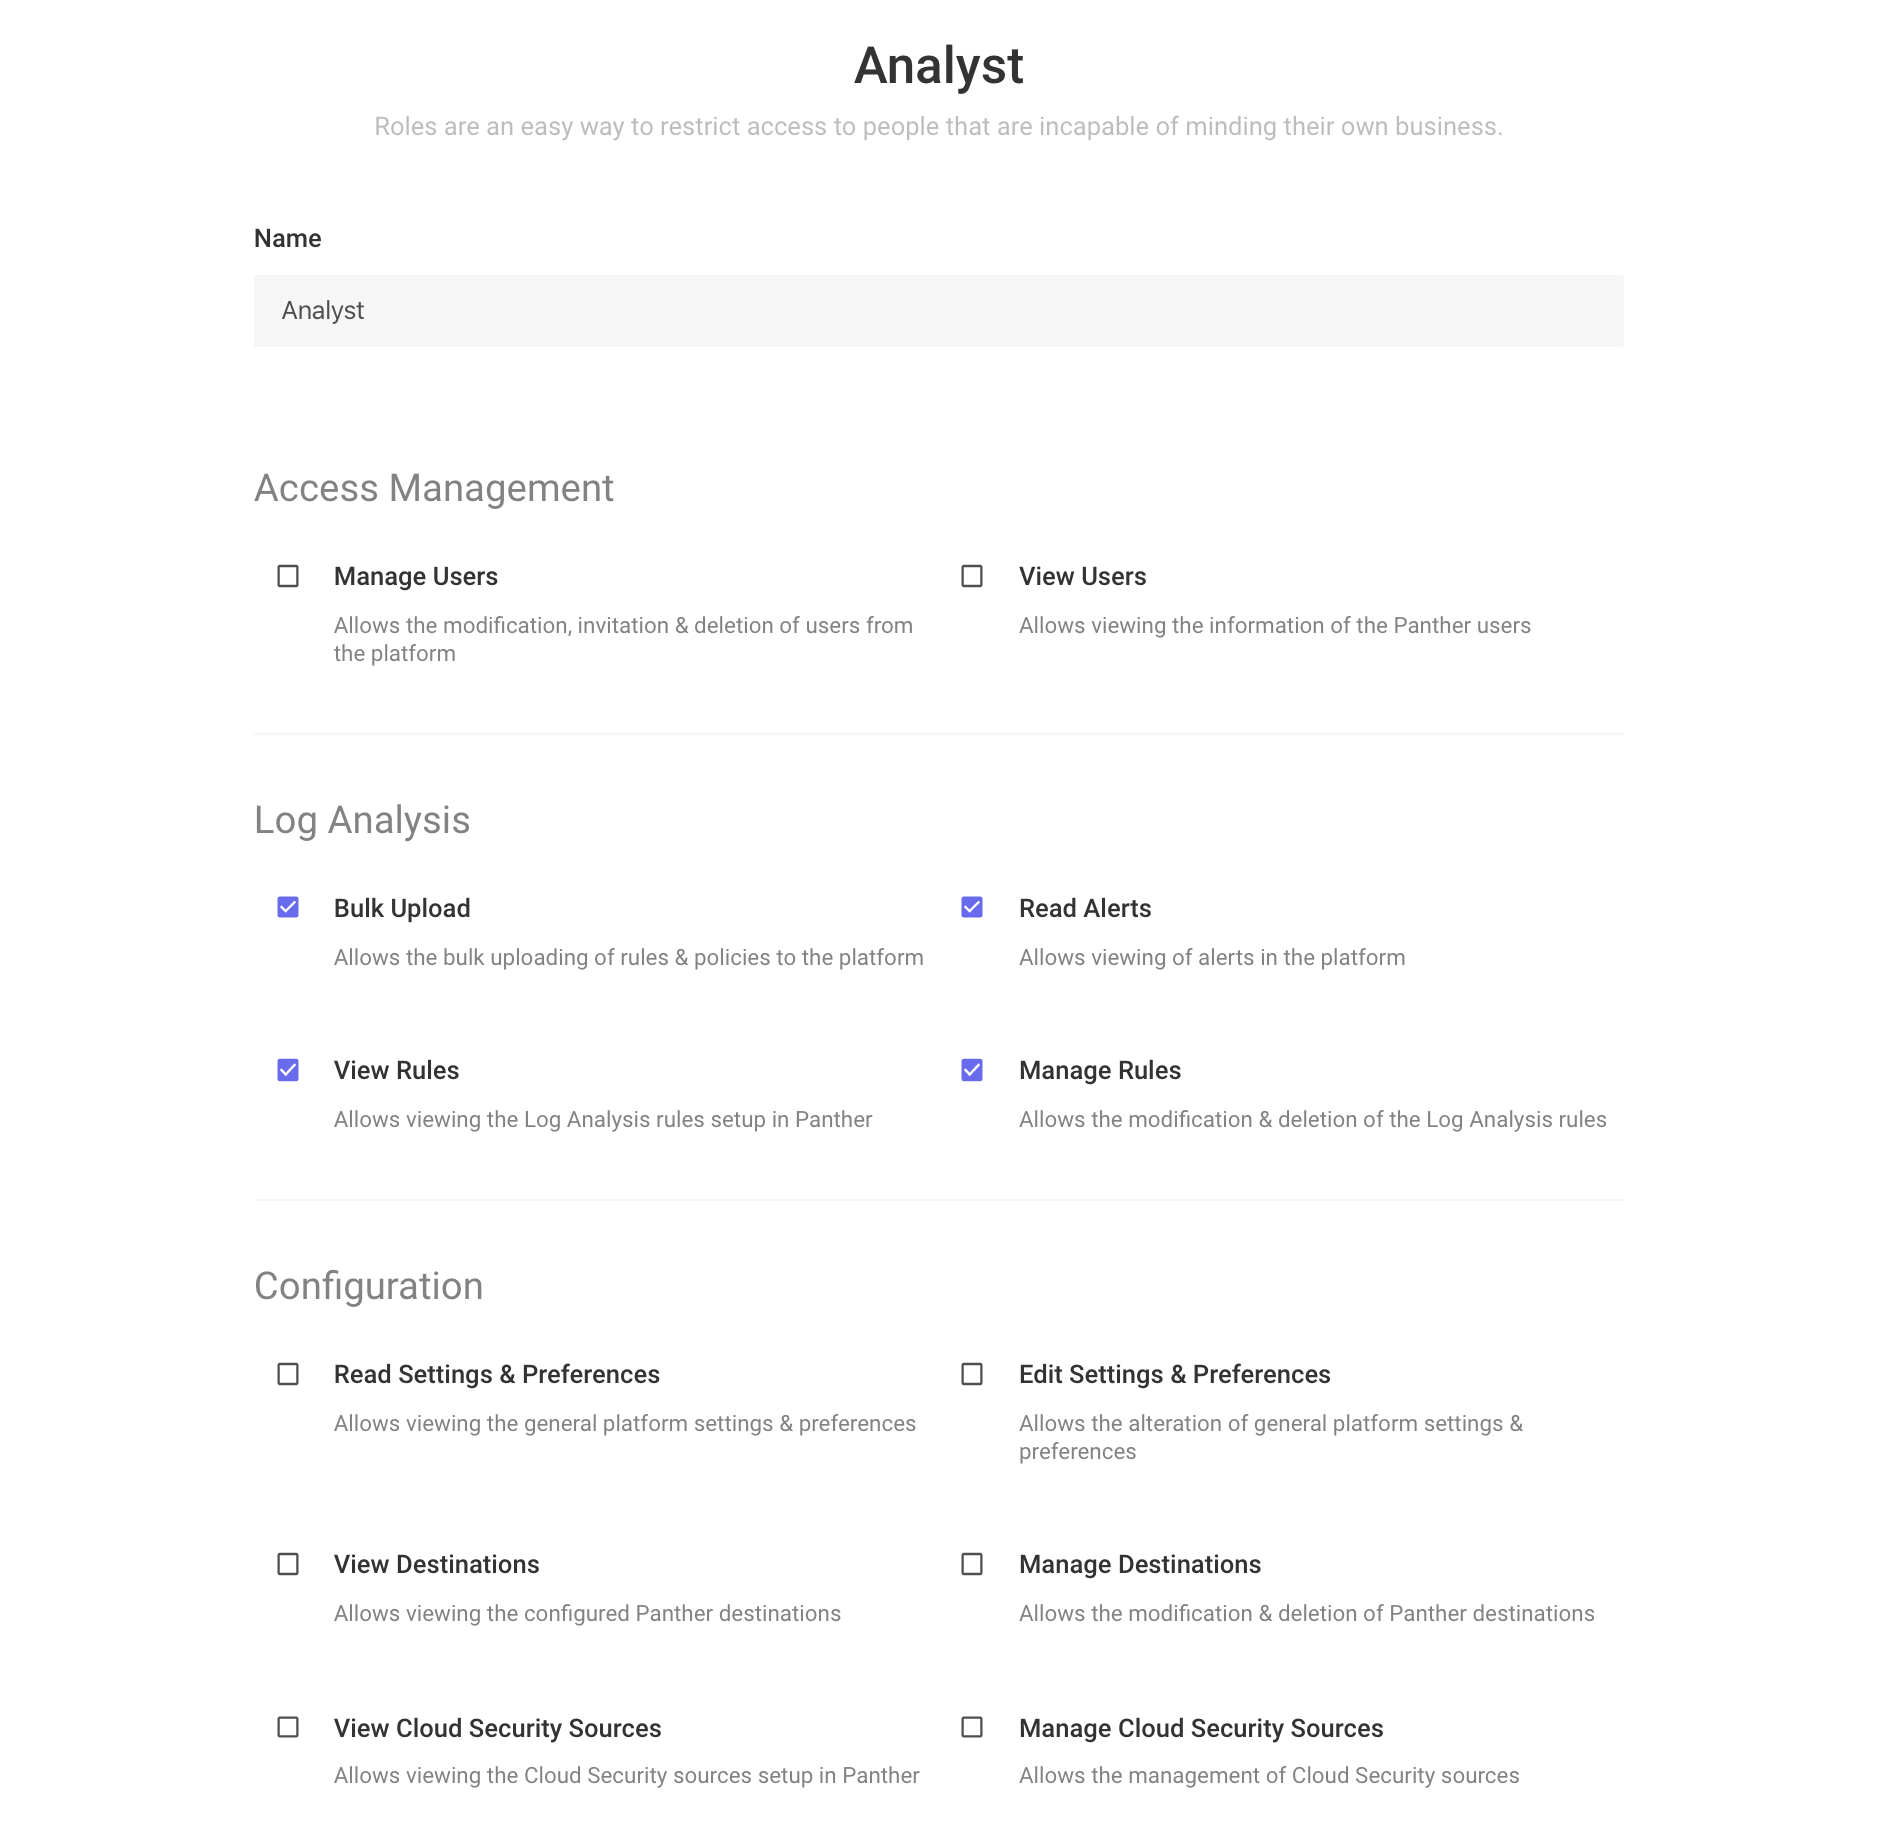 Analyst
Roles are an easy way to restrict access to people that are incapable of minding their own business.
Name
Analyst
Access Management
Manage Users
Allows the modification, invitation & deletion of users from
the platform
View Users
Allows viewing the information of the Panther users
Log Analysis
Bulk Upload
Allows the bulk uploading of rules & policies to the platform
Read Alerts
Allows viewing of alerts in the platform
View Rules
Allows viewing the Log Analysis rules setup in Panther
Manage Rules
Allows the modification & deletion of the Log Analysis rules
Configuration
Read Settings & Preferences
Allows viewing the general platform settings & preferences
Edit Settings & Preferences
Allows the alteration of general platform settings &
preferences
View Destinations
Allows viewing the configured Panther destinations
Manage Destinations
Allows the modification & deletion of Panther destinations
View Cloud Security Sources
Allows viewing the Cloud Security sources setup in Panther
Manage Cloud Security Sources
Allows the management of Cloud Security sources